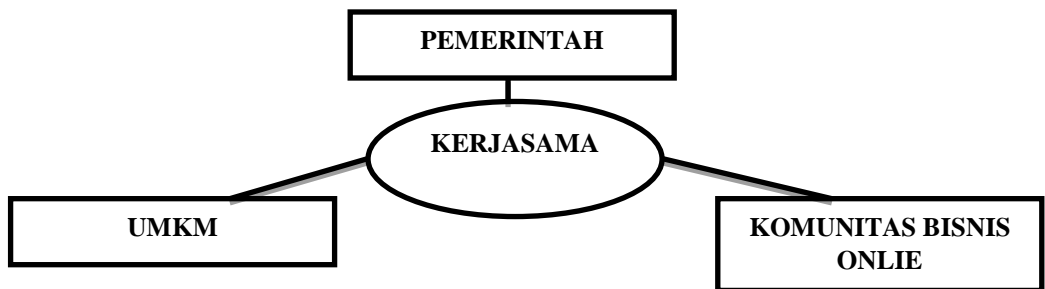 PEMERINTAH
KERJASAMA
UMKM
KOMUNITAS BISNIS
ONLIE